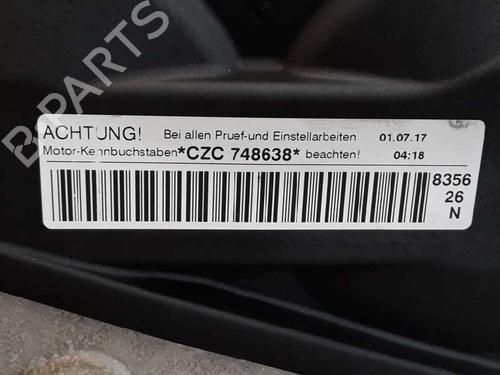 B-PARTS
ACHTUNG! Bei allen Pruef-und Einstellarbeiten 01.07.17
Motor-Kennbuchstaben*CZC 748638* beachten! 04:18
8356
26
N